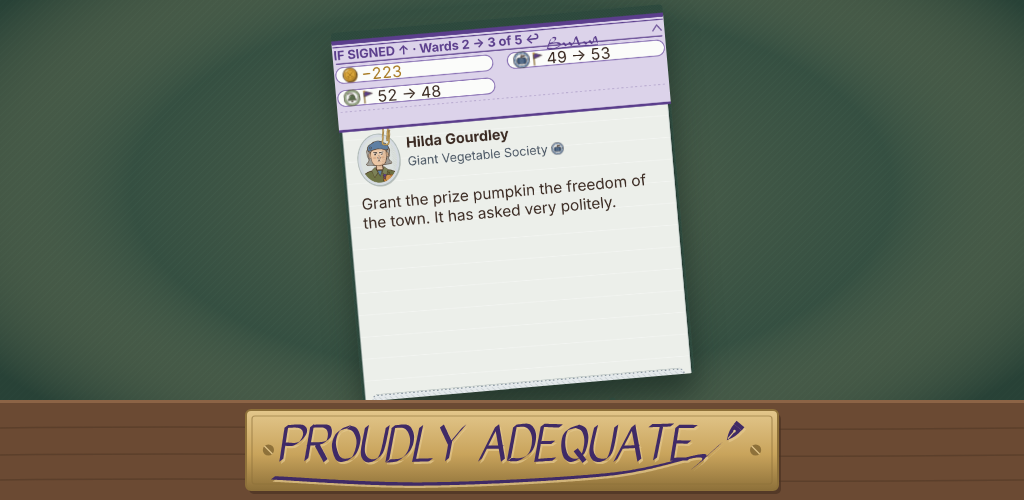 IF SIGNED ↑ · Wards 2 → 3 of 5 ↩
−223
49 → 53
52 → 48
Hilda Gourdley
Giant Vegetable Society
Grant the prize pumpkin the freedom of
the town. It has asked very politely.
PROUDLY ADEQUATE